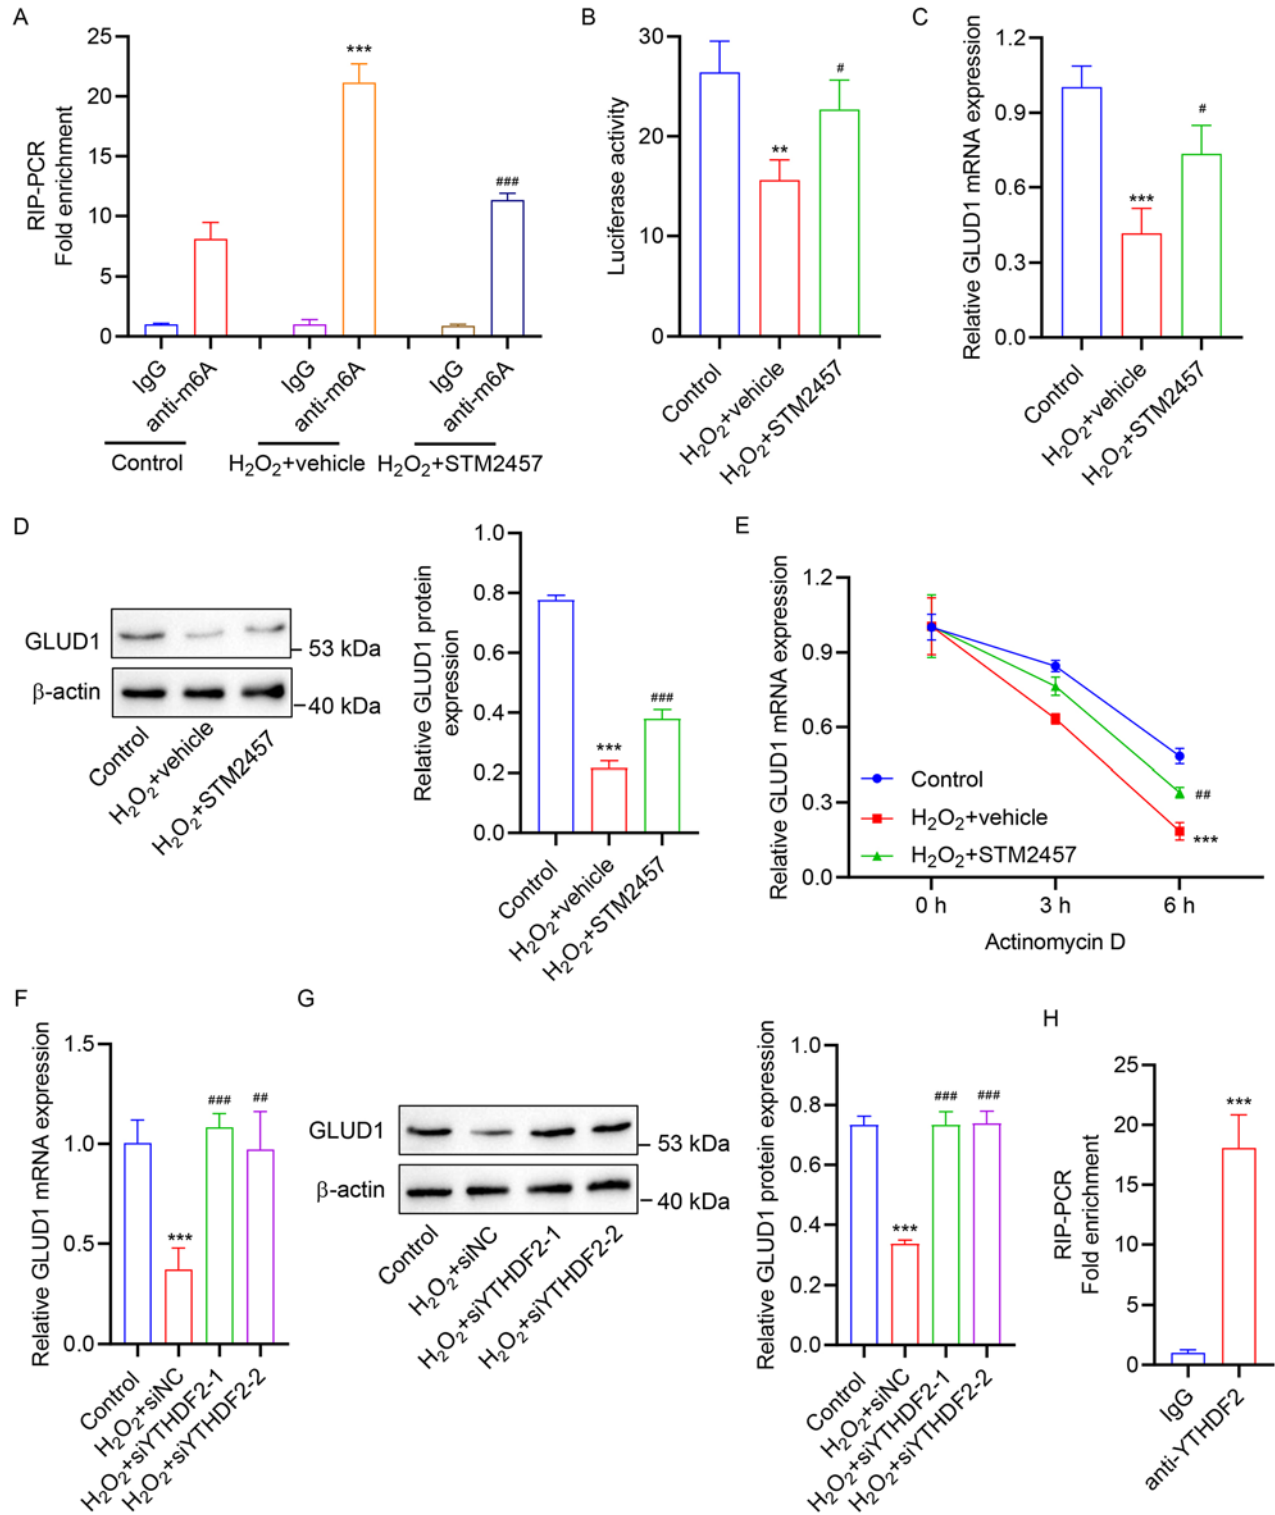 A
RIP-PCR
Fold enrichment
25
20
15
10
5
0
***
###
IgG
anti-m6A
IgG
anti-m6A
IgG
anti-m6A
Control
H₂O₂+vehicle
H₂O₂+STM2457
B
Luciferase activity
30
20
10
0
**
#
Control
H₂O₂+vehicle
H₂O₂+STM2457
C
Relative GLUD1 mRNA expression
1.2
0.9
0.6
0.3
0.0
***
#
Control
H₂O₂+vehicle
H₂O₂+STM2457
D
GLUD1
53 kDa
β-actin
40 kDa
Control
H₂O₂+vehicle
H₂O₂+STM2457
Relative GLUD1 protein
expression
1.0
0.8
0.6
0.4
0.2
0.0
***
###
Control
H₂O₂+vehicle
H₂O₂+STM2457
E
Relative GLUD1 mRNA expression
1.2
0.9
0.6
0.3
0.0
Control
H₂O₂+vehicle
H₂O₂+STM2457
##
***
0 h
3 h
6 h
Actinomycin D
F
Relative GLUD1 mRNA expression
1.5
1.0
0.5
0.0
***
###
##
Control
H₂O₂+siNC
H₂O₂+siYTHDF2-1
H₂O₂+siYTHDF2-2
G
GLUD1
53 kDa
β-actin
40 kDa
Control
H₂O₂+siNC
H₂O₂+siYTHDF2-1
H₂O₂+siYTHDF2-2
Relative GLUD1 protein expression
1.0
0.8
0.6
0.4
0.2
0.0
***
###
###
Control
H₂O₂+siNC
H₂O₂+siYTHDF2-1
H₂O₂+siYTHDF2-2
H
RIP-PCR
Fold enrichment
25
20
15
10
5
0
***
IgG
anti-YTHDF2